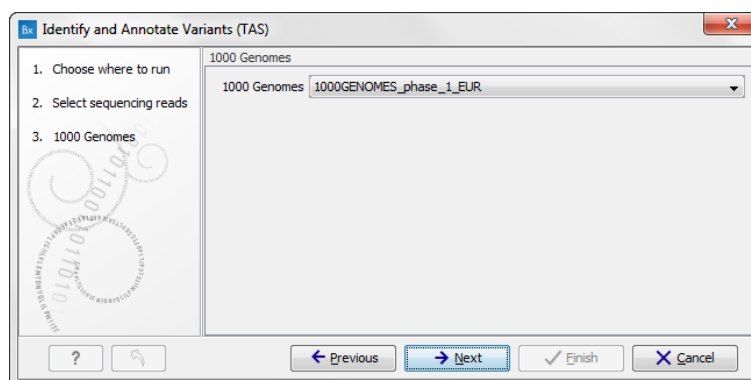 Bx Identify and Annotate Variants (TAS)
1. Choose where to run
2. Select sequencing reads
3. 1000 Genomes
1000 Genomes
1000 Genomes 1000GENOMES_phase_1_EUR
? Previous Next Finish Cancel